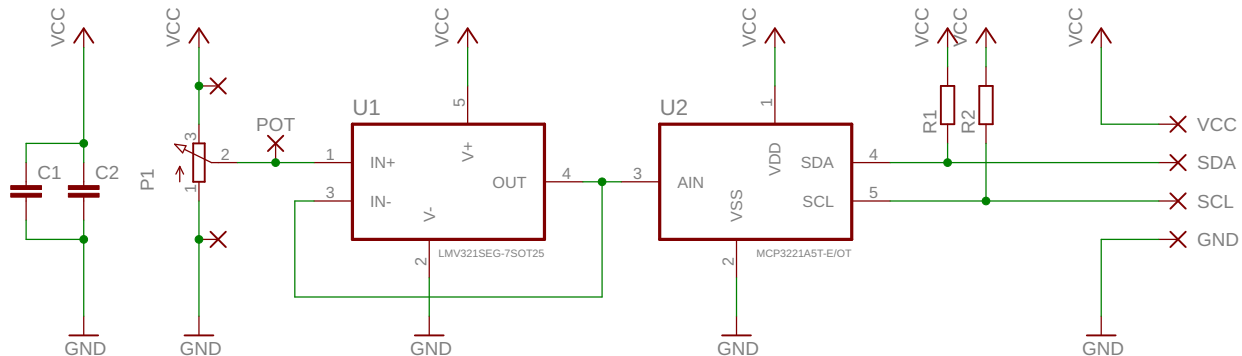 VCC
VCC
VCC
VCC
VCC
VCC
VCC
C1
C2
P1
3
2
1
POT
U1
1
3
5
2
4
IN+
IN-
V+
V-
OUT
LMV321SEG-7SOT25
U2
3
1
2
4
5
AIN
VDD
VSS
SDA
SCL
MCP3221A5T-E/OT
R1
R2
VCC
SDA
SCL
GND
GND
GND
GND
GND
GND